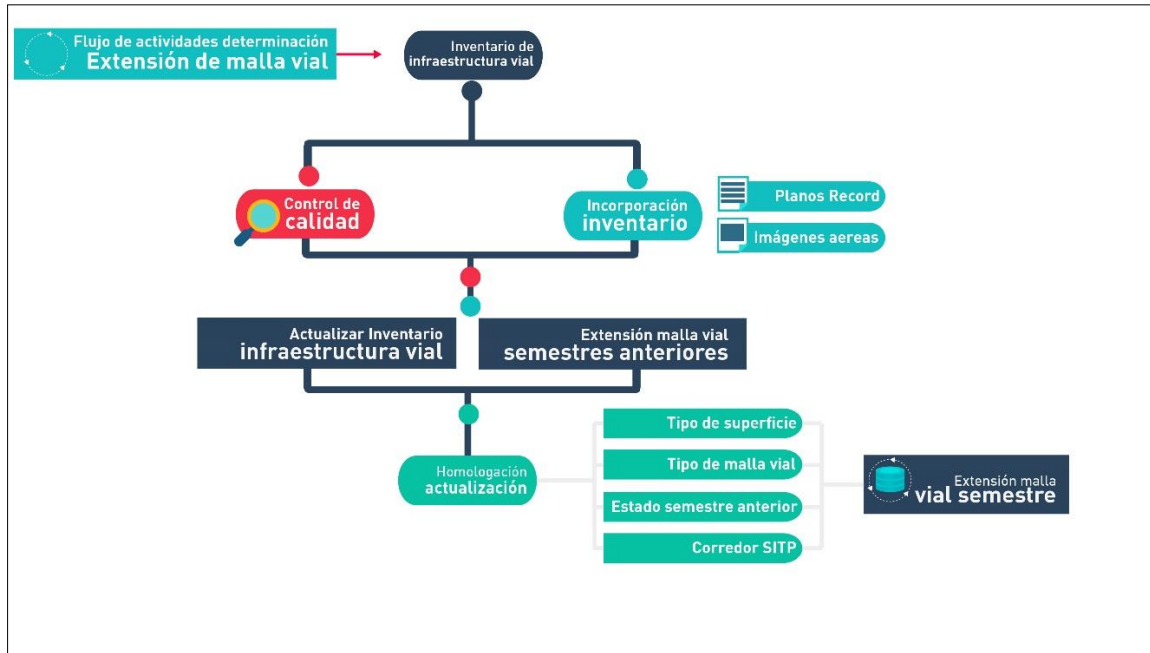 Flujo de actividades determinación
Extensión de malla vial
Inventario de
infraestructura vial
Control de
calidad
Incorporación
inventario
Planos Record
Imágenes aereas
Actualizar Inventario
infraestructura vial
Extensión malla vial
semestres anteriores
Homologación
actualización
Tipo de superficie
Tipo de malla vial
Estado semestre anterior
Corredor SITP
Extensión malla
vial semestre